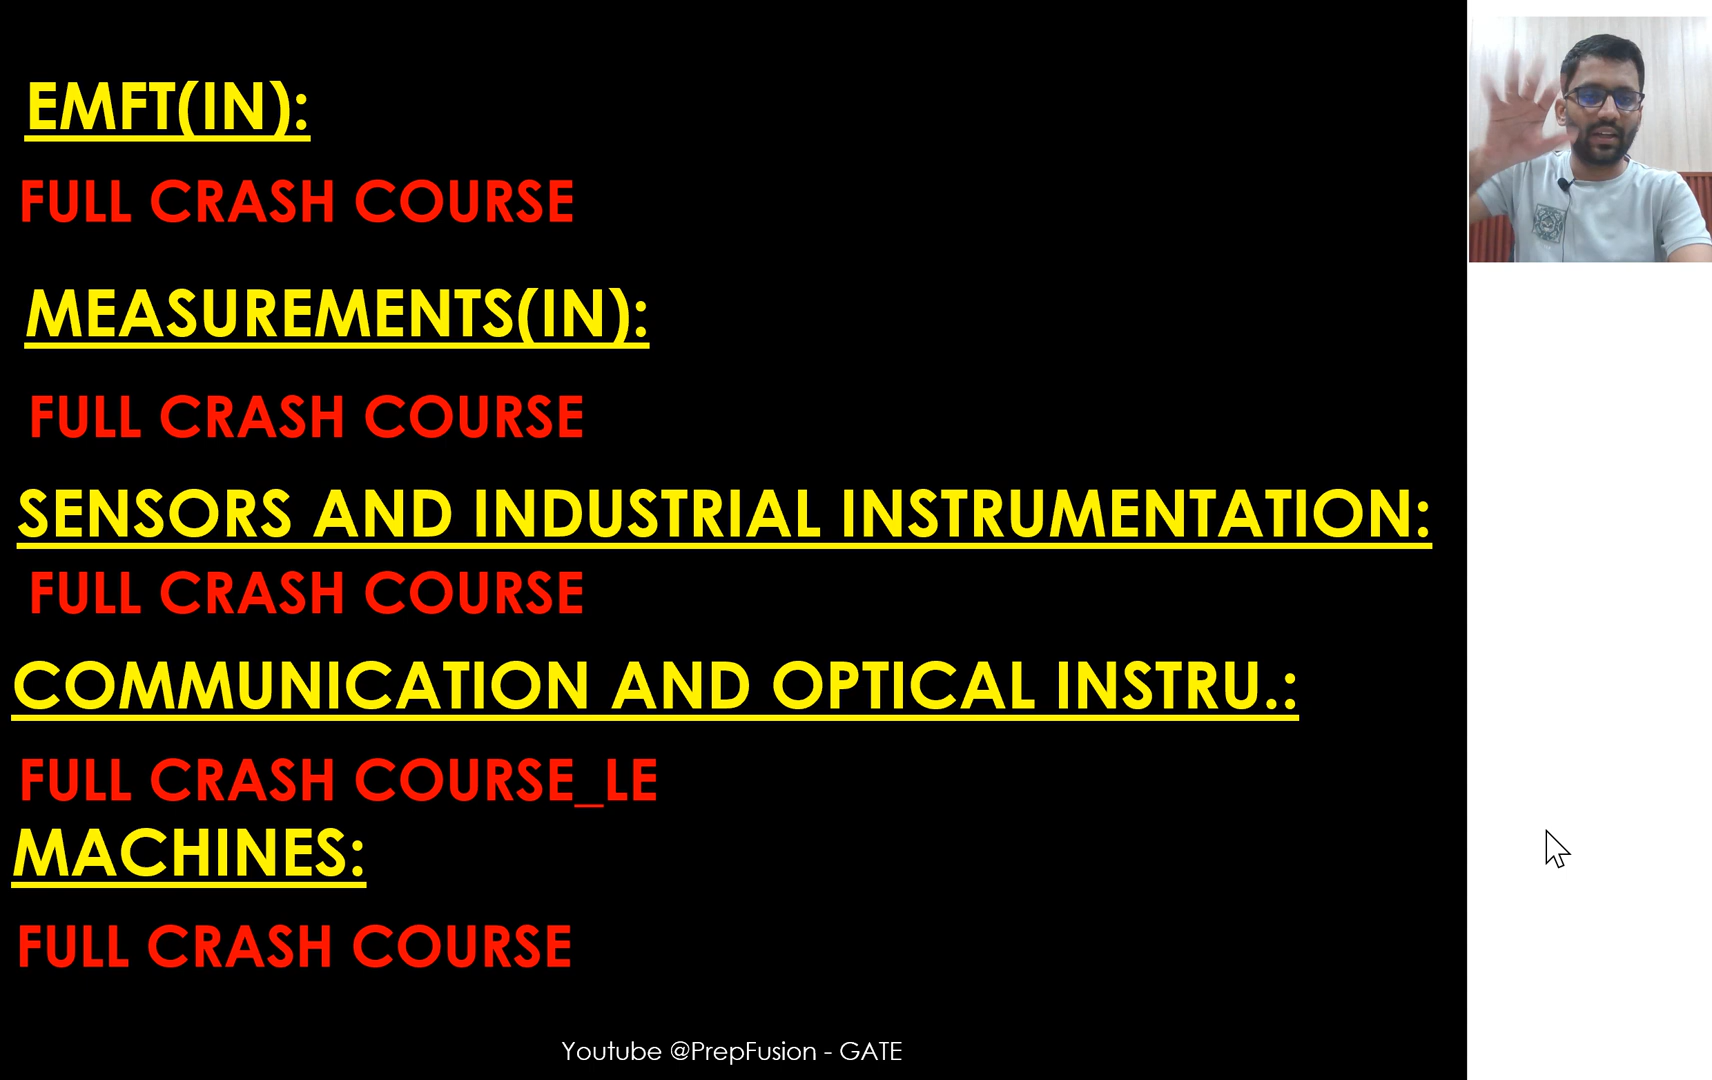 EMFT(IN):
FULL CRASH COURSE
MEASUREMENTS(IN):
FULL CRASH COURSE
SENSORS AND INDUSTRIAL INSTRUMENTATION:
FULL CRASH COURSE
COMMUNICATION AND OPTICAL INSTRU.:
FULL CRASH COURSE_LE
MACHINES:
FULL CRASH COURSE
Youtube @PrepFusion - GATE